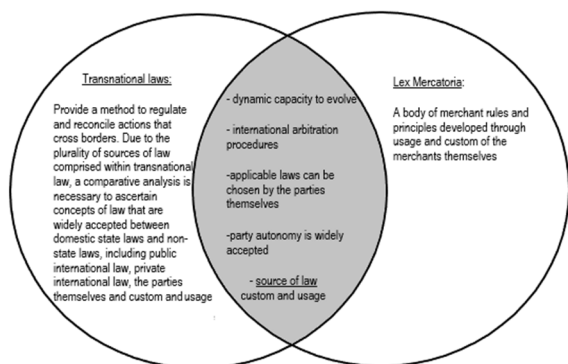 Transnational laws:
Provide a method to regulate
and reconcile actions that
cross borders. Due to the
plurality of sources of law
comprised within transnational
law, a comparative analysis is
necessary to ascertain
concepts of law that are
widely accepted between
domestic state laws and non-
state laws, including public
international law, private
international law, the parties
themselves and custom and usage
- dynamic capacity to evolve
- international arbitration
procedures
-applicable laws can be
chosen by the parties
themselves
-party autonomy is widely
accepted
- source of law
custom and usage
Lex Mercatoria:
A body of merchant rules and
principles developed through
usage and custom of the
merchants themselves